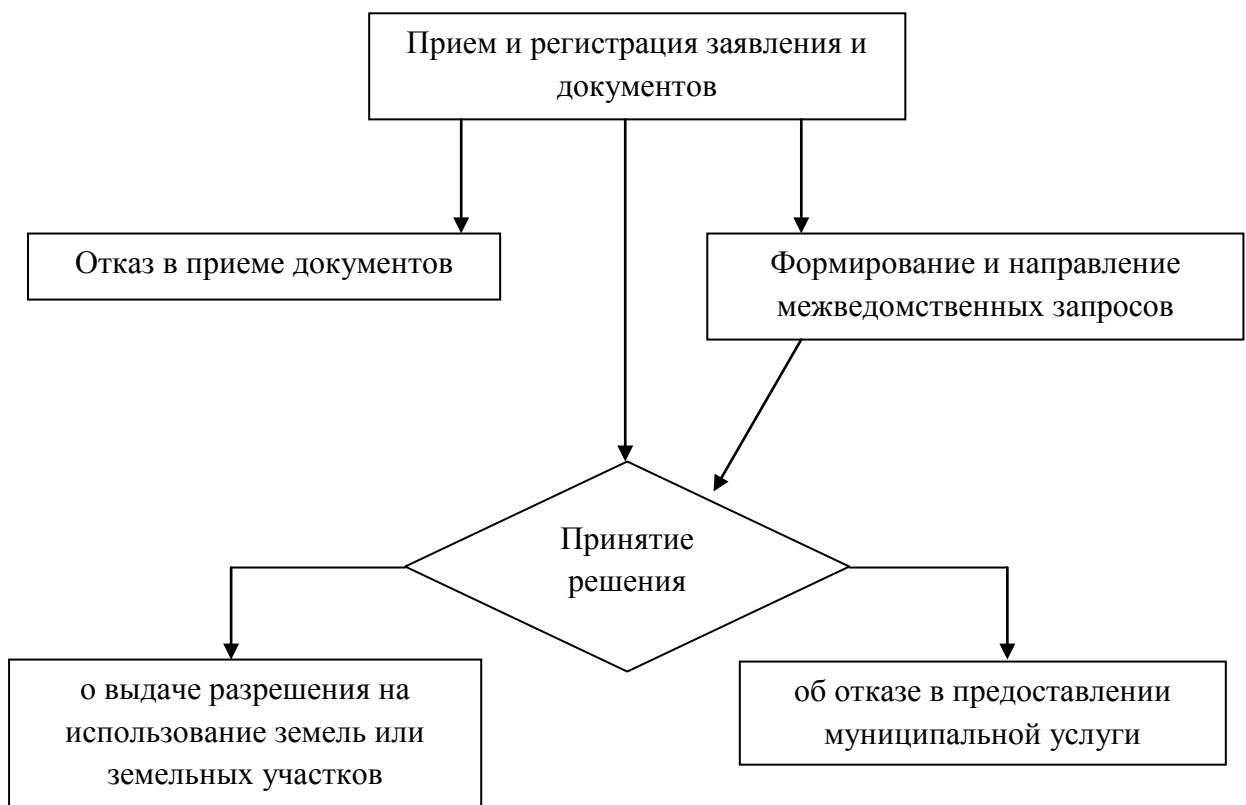 Прием и регистрация заявления и
документов
Отказ в приеме документов
Формирование и направление
межведомственных запросов
Принятие
решения
о выдаче разрешения на
использование земель или
земельных участков
об отказе в предоставлении
муниципальной услуги